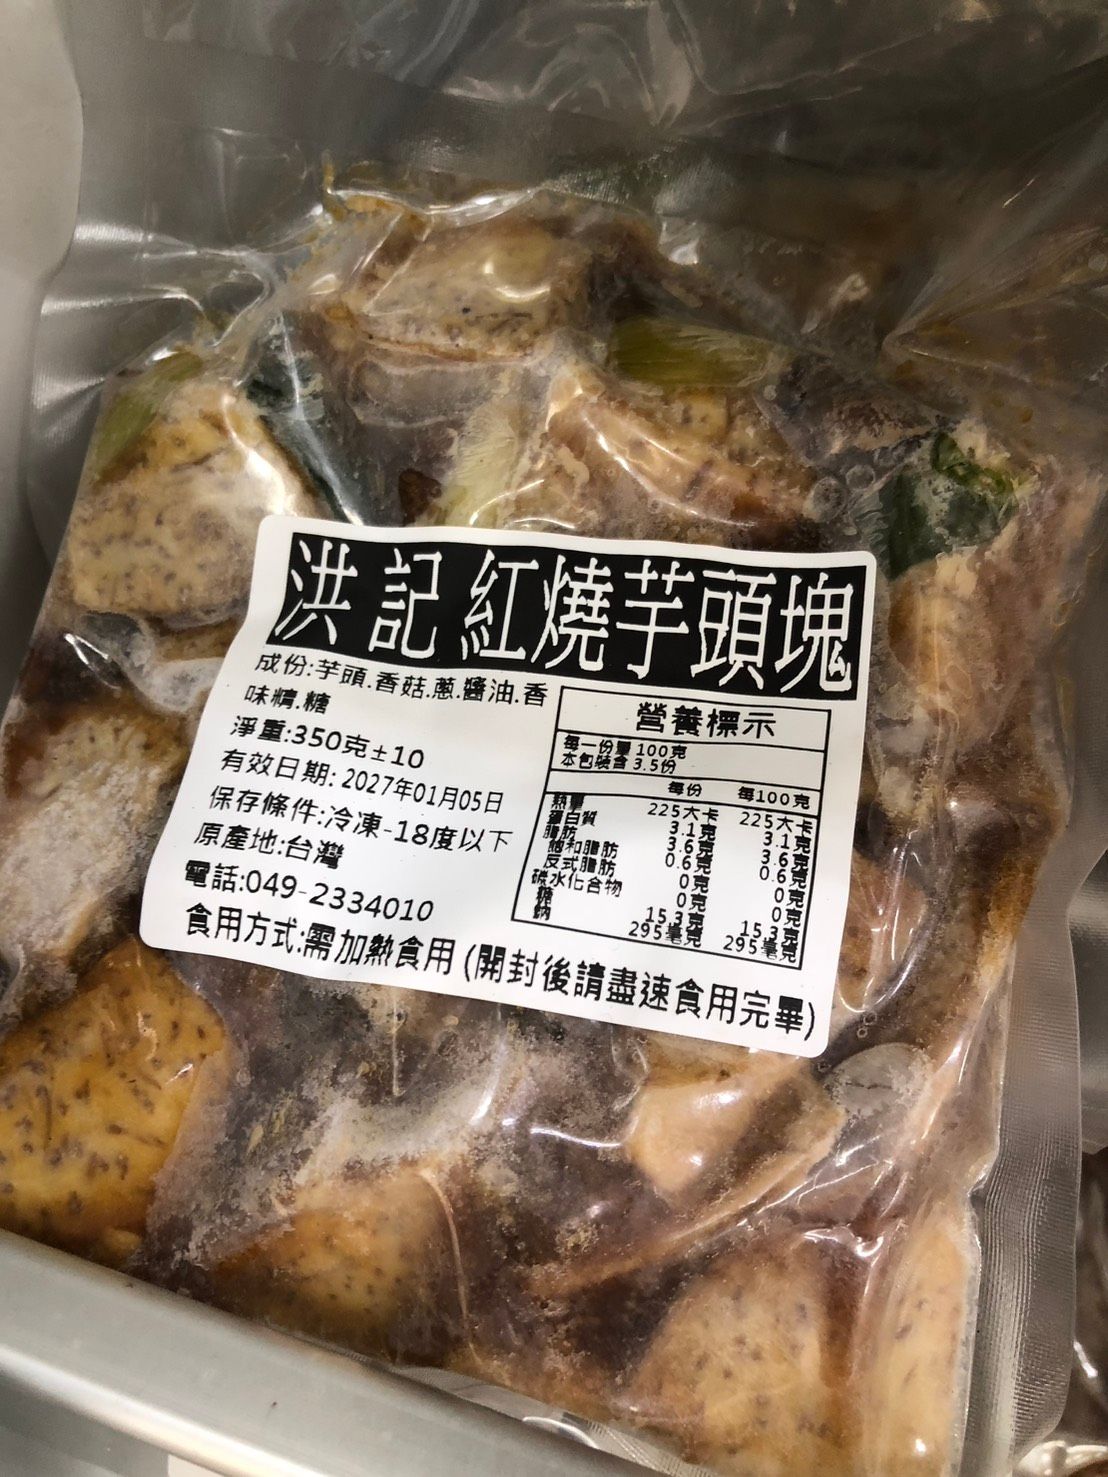 洪記紅燒芋頭塊
成份:芋頭.香菇.蔥.醬油.香
味精.糖
淨重:350克±10
有效日期: 2027年01月05日
保存條件:冷凍-18度以下
原產地:台灣
電話:049-2334010
食用方式:需加熱食用 (開封後請盡速食用完畢)
營養標示
每一份量 100克
本包裝含 3.5份
每份 每100克
熱量 225大卡 225大卡
蛋白質 3.1克 3.1克
脂肪 3.6克 3.6克
飽和脂肪 0.6克 0.6克
反式脂肪 0克 0克
碳水化合物 0克 0克
糖 15.3克 15.3克
鈉 295毫克 295毫克